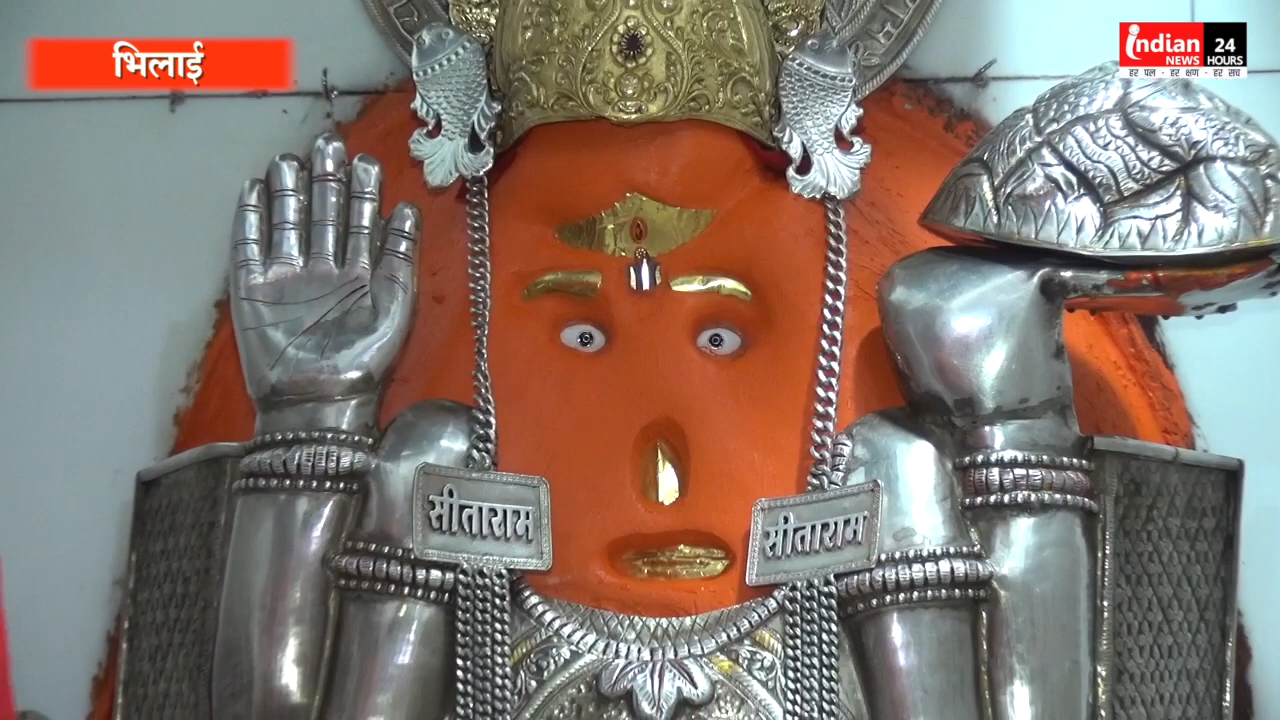 भिलाई
indian
NEWS
24
HOURS
हर पल - हर क्षण - हर सच
सीताराम
सीताराम